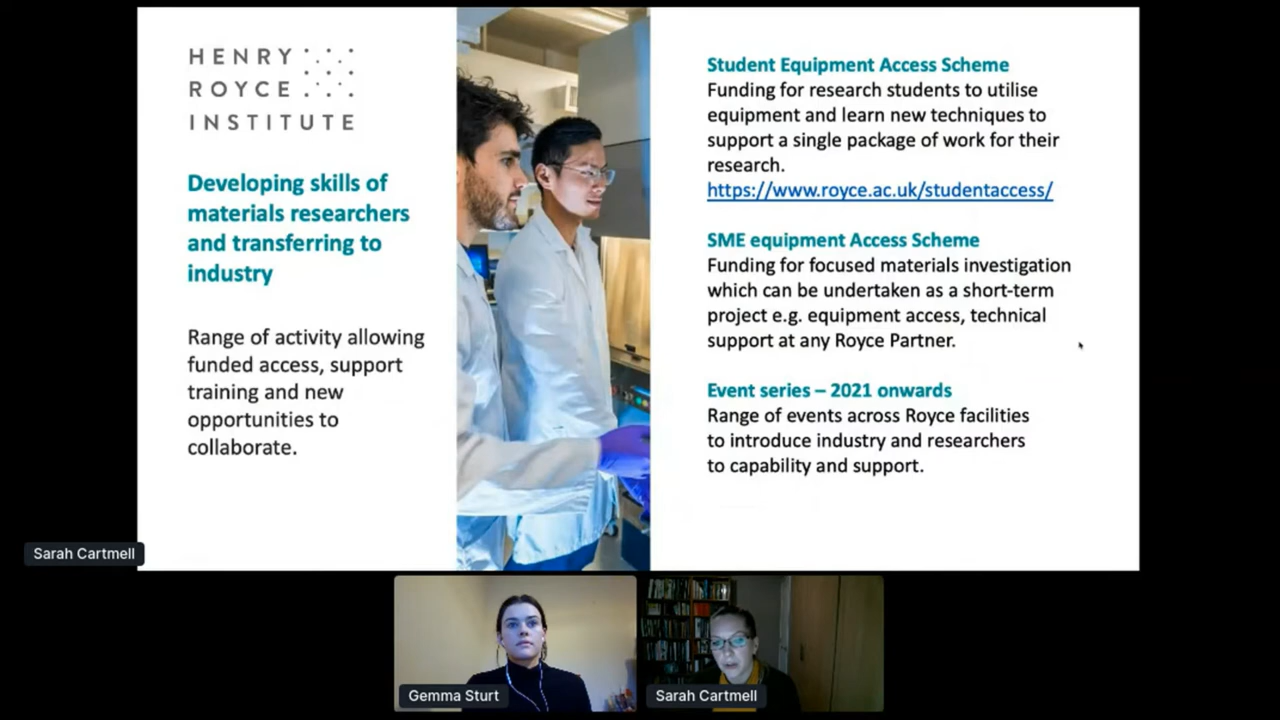 HENRY
ROYCE
INSTITUTE
Developing skills of
materials researchers
and transferring to
industry
Range of activity allowing
funded access, support
training and new
opportunities to
collaborate.
Student Equipment Access Scheme
Funding for research students to utilise
equipment and learn new techniques to
support a single package of work for their
research.
https://www.royce.ac.uk/studentaccess/
SME equipment Access Scheme
Funding for focused materials investigation
which can be undertaken as a short-term
project e.g. equipment access, technical
support at any Royce Partner.
Event series – 2021 onwards
Range of events across Royce facilities
to introduce industry and researchers
to capability and support.
Sarah Cartmell
Gemma Sturt
Sarah Cartmell